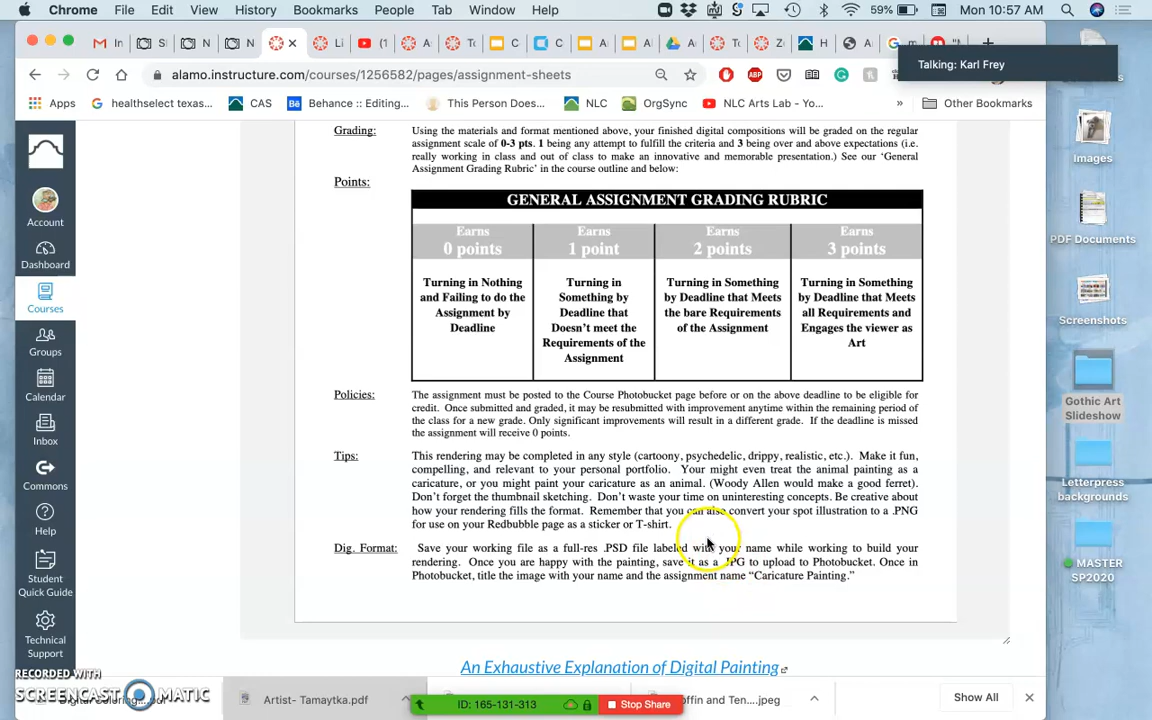 Chrome File Edit View History Bookmarks People Tab Window Help 59% Mon 10:57 AM
Talking: Karl Frey
alamo.instructure.com/courses/1256582/pages/assignment-sheets
Apps healthselect texas... CAS Behance :: Editing... This Person Does... NLC OrgSync NLC Arts Lab - Yo... » Other Bookmarks
Grading: Using the materials and format mentioned above, your finished digital compositions will be graded on the regular
assignment scale of 0-3 pts. 1 being any attempt to fulfill the criteria and 3 being over and above expectations (i.e.
really working in class and out of class to make an innovative and memorable presentation.) See our ‘General
Assignment Grading Rubric’ in the course outline and below:
Points:
GENERAL ASSIGNMENT GRADING RUBRIC
Earns
0 points
Earns
1 point
Earns
2 points
Earns
3 points
Turning in Nothing
and Failing to do the
Assignment by
Deadline
Turning in
Something by
Deadline that
Doesn’t meet the
Requirements of the
Assignment
Turning in Something
by Deadline that Meets
the bare Requirements
of the Assignment
Turning in Something
by Deadline that Meets
all Requirements and
Engages the viewer as
Art
Policies: The assignment must be posted to the Course Photobucket page before or on the above deadline to be eligible for
credit. Once submitted and graded, it may be resubmitted with improvement anytime within the remaining period of
the class for a new grade. Only significant improvements will result in a different grade. If the deadline is missed
the assignment will receive 0 points.
Tips: This rendering may be completed in any style (cartoony, psychedelic, drippy, realistic, etc.). Make it fun,
compelling, and relevant to your personal portfolio. You might even treat the animal painting as a
caricature, or you might paint your caricature as an animal. (Woody Allen would make a good ferret).
Don’t forget the thumbnail sketching. Don’t waste your time on uninteresting concepts. Be creative about
how your rendering fills the format. Remember that you can also convert your spot illustration to a .PNG
for use on your Redbubble page as a sticker or T-shirt.
Dig. Format: Save your working file as a full-res .PSD file labeled with your name while working to build your
rendering. Once you are happy with the painting, save it as a .JPG to upload to Photobucket. Once in
Photobucket, title the image with your name and the assignment name “Caricature Painting.”
An Exhaustive Explanation of Digital Painting
Account
Dashboard
Courses
Groups
Calendar
Inbox
Commons
Help
Student
Quick Guide
Technical
Support
Images
PDF Documents
Screenshots
Gothic Art
Slideshow
Letterpress
backgrounds
MASTER
SP2020
RECORDED WITH
SCREENCAST MATIC
Artist- Tamaytka.pdf
ID: 165-131-313 Stop Share
Show All